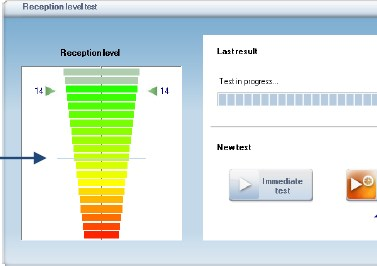 Reception level test
Reception level
Last result
14
14
Test in progress...
New test
Immediate
test